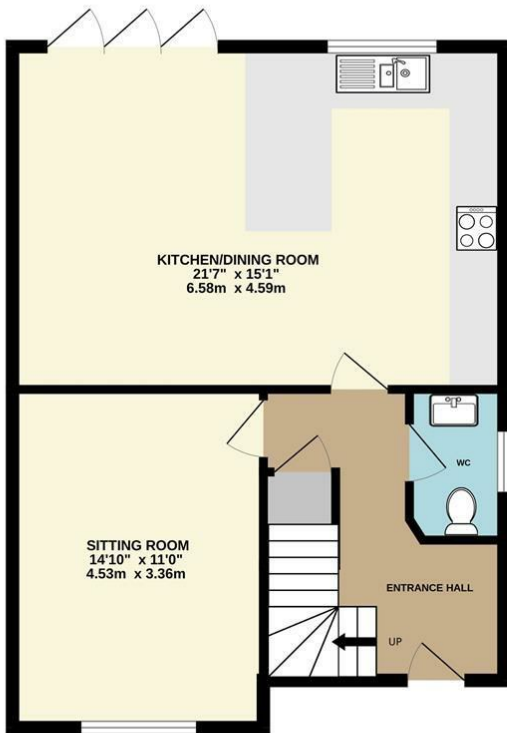 KITCHEN/DINING ROOM
21'7" x 15'1"
6.58m x 4.59m
WC
SITTING ROOM
14'10" x 11'0"
4.53m x 3.36m
ENTRANCE HALL
UP